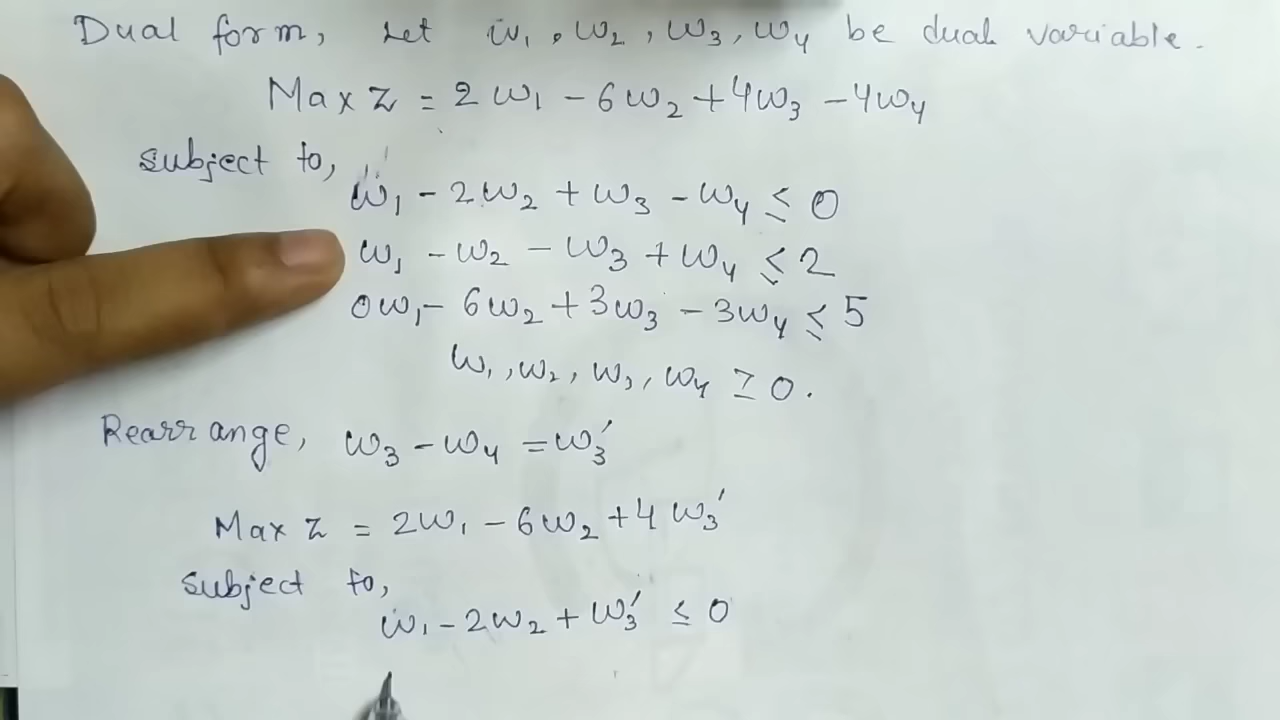 Dual form, Let w₁, w₂, w₃, w₄ be dual variable.
Max z = 2w₁ - 6w₂ + 4w₃ - 4w₄
subject to,
w₁ - 2w₂ + w₃ - w₄ ≤ 0
w₁ - w₂ - w₃ + w₄ ≤ 2
0w₁ - 6w₂ + 3w₃ - 3w₄ ≤ 5
w₁, w₂, w₃, w₄ ≥ 0.
Rearrange, w₃ - w₄ = w₃'
Max z = 2w₁ - 6w₂ + 4w₃'
subject to,
w₁ - 2w₂ + w₃' ≤ 0